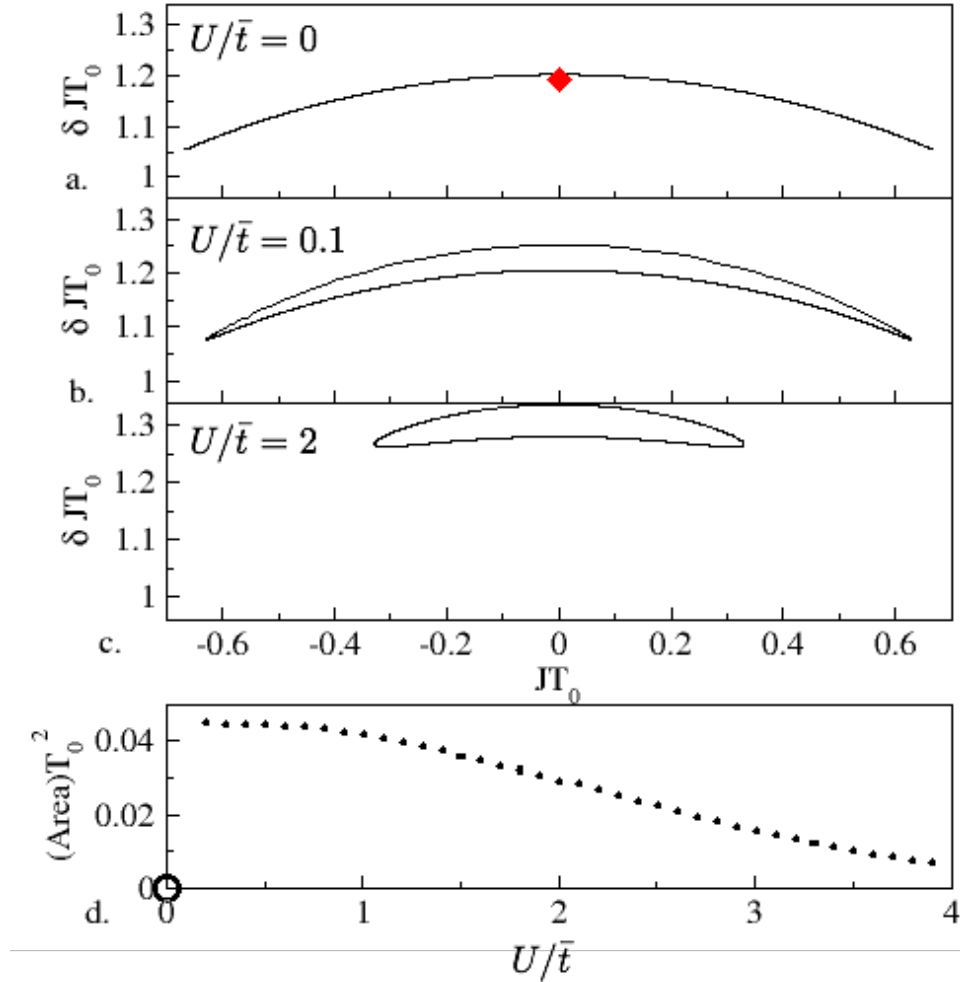 1.3
U/t̄ = 0
1.2
δ JT₀
1.1
a.
1
1.3
U/t̄ = 0.1
1.2
δ JT₀
1.1
b.
1
1.3
U/t̄ = 2
1.2
δ JT₀
1.1
1
c.
-0.6 -0.4 -0.2 0 0.2 0.4 0.6
JT₀
0.04
(Area)T₀²
0.02
0
d.
0 1 2 3 4
U/t̄